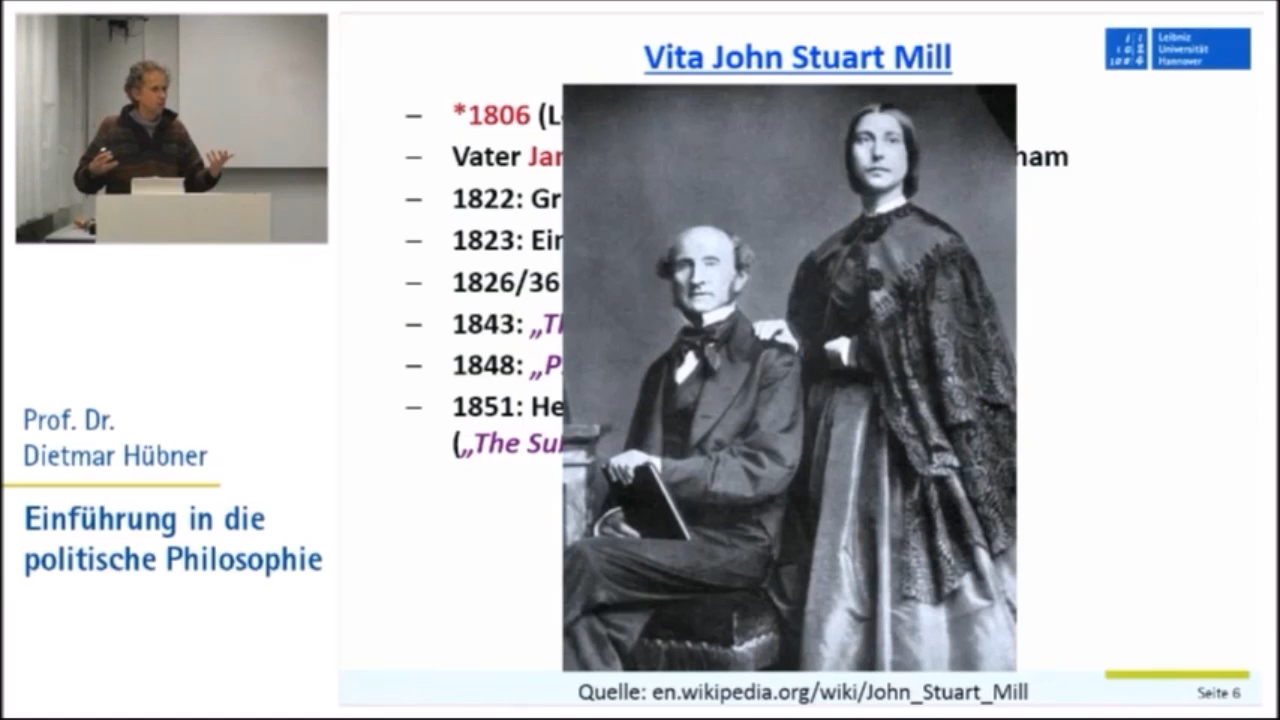 Vita John Stuart Mill
Leibniz
Universität
Hannover
– *1806 (L
– Vater Jar
ham
– 1822: Gr
– 1823: Ein
– 1826/36
– 1843: „Th
– 1848: „P
– 1851: He
(„The Su
Prof. Dr.
Dietmar Hübner
Einführung in die
politische Philosophie
Quelle: en.wikipedia.org/wiki/John_Stuart_Mill
Seite 6